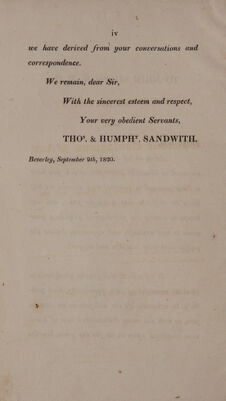 iv
we have derived from your conversations and
correspondence.
We remain, dear Sir,
With the sincerest esteem and respect,
Your very obedient Servants,
THOS. & HUMPHY. SANDWITH.
Beverley, September 9th, 1820.